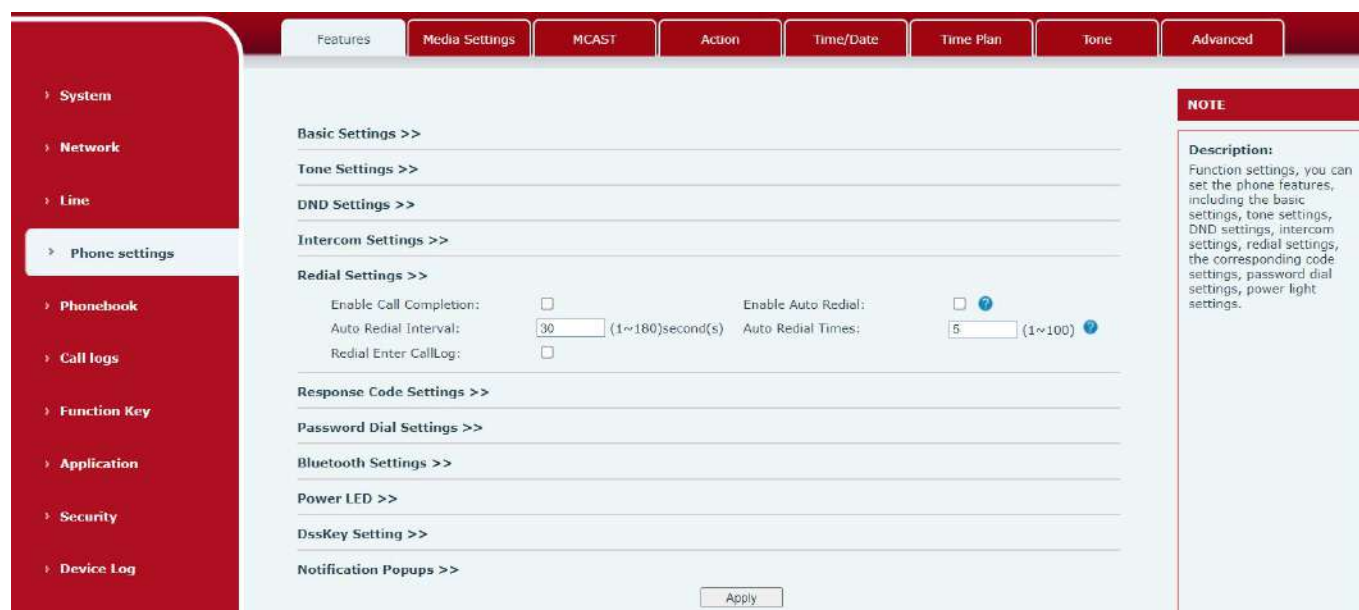 Features
Media Settings
MCAST
Action
Time/Date
Time Plan
Tone
Advanced
› System
› Network
› Line
› Phone settings
› Phonebook
› Call logs
› Function Key
› Application
› Security
› Device Log
Basic Settings >>
Tone Settings >>
DND Settings >>
Intercom Settings >>
Redial Settings >>
Enable Call Completion:
Enable Auto Redial:
?
Auto Redial Interval:
30
(1~180)second(s)
Auto Redial Times:
5
(1~100)
?
Redial Enter CallLog:
Response Code Settings >>
Password Dial Settings >>
Bluetooth Settings >>
Power LED >>
DssKey Setting >>
Notification Popups >>
Apply
NOTE
Description:
Function settings, you can
set the phone features,
including the basic
settings, tone settings,
DND settings, intercom
settings, redial settings,
the corresponding code
settings, password dial
settings, power light
settings.